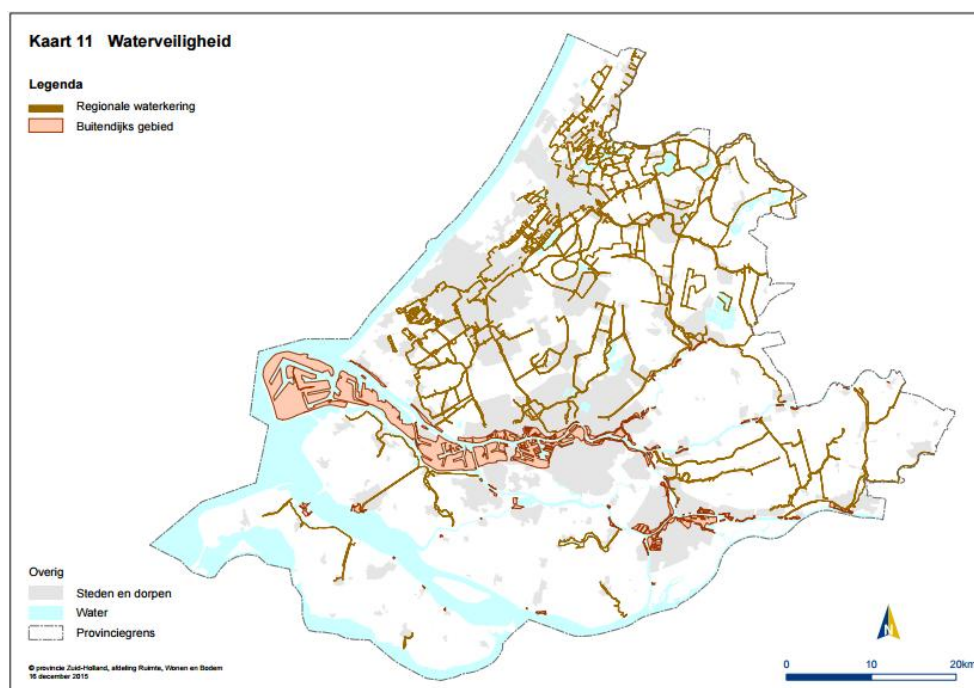 Kaart 11 Waterveiligheid
Legenda
Regionale waterkering
Buitendijks gebied
Overig
Steden en dorpen
Water
Provinciegrens
© provincie Zuid-Holland, afdeling Ruimte, Wonen en Bodem
16 december 2015
N
0 10 20km